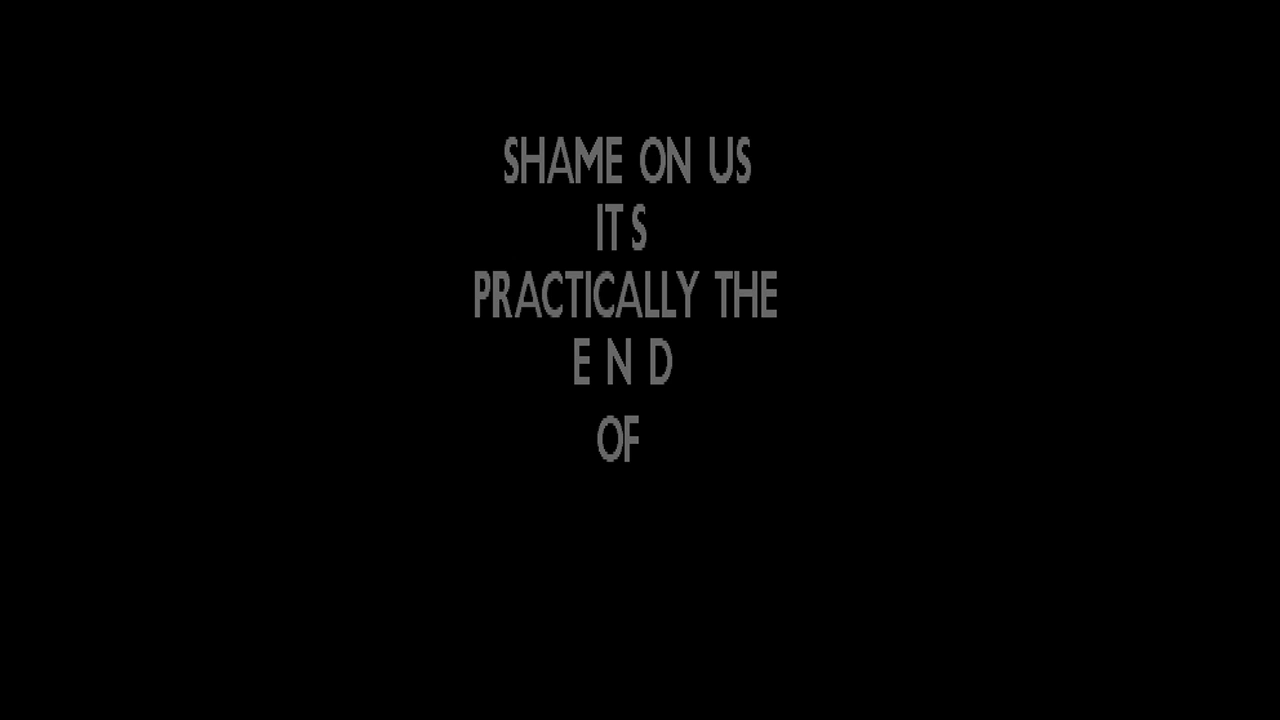 SHAME ON US
IT S
PRACTICALLY THE
E N D
OF